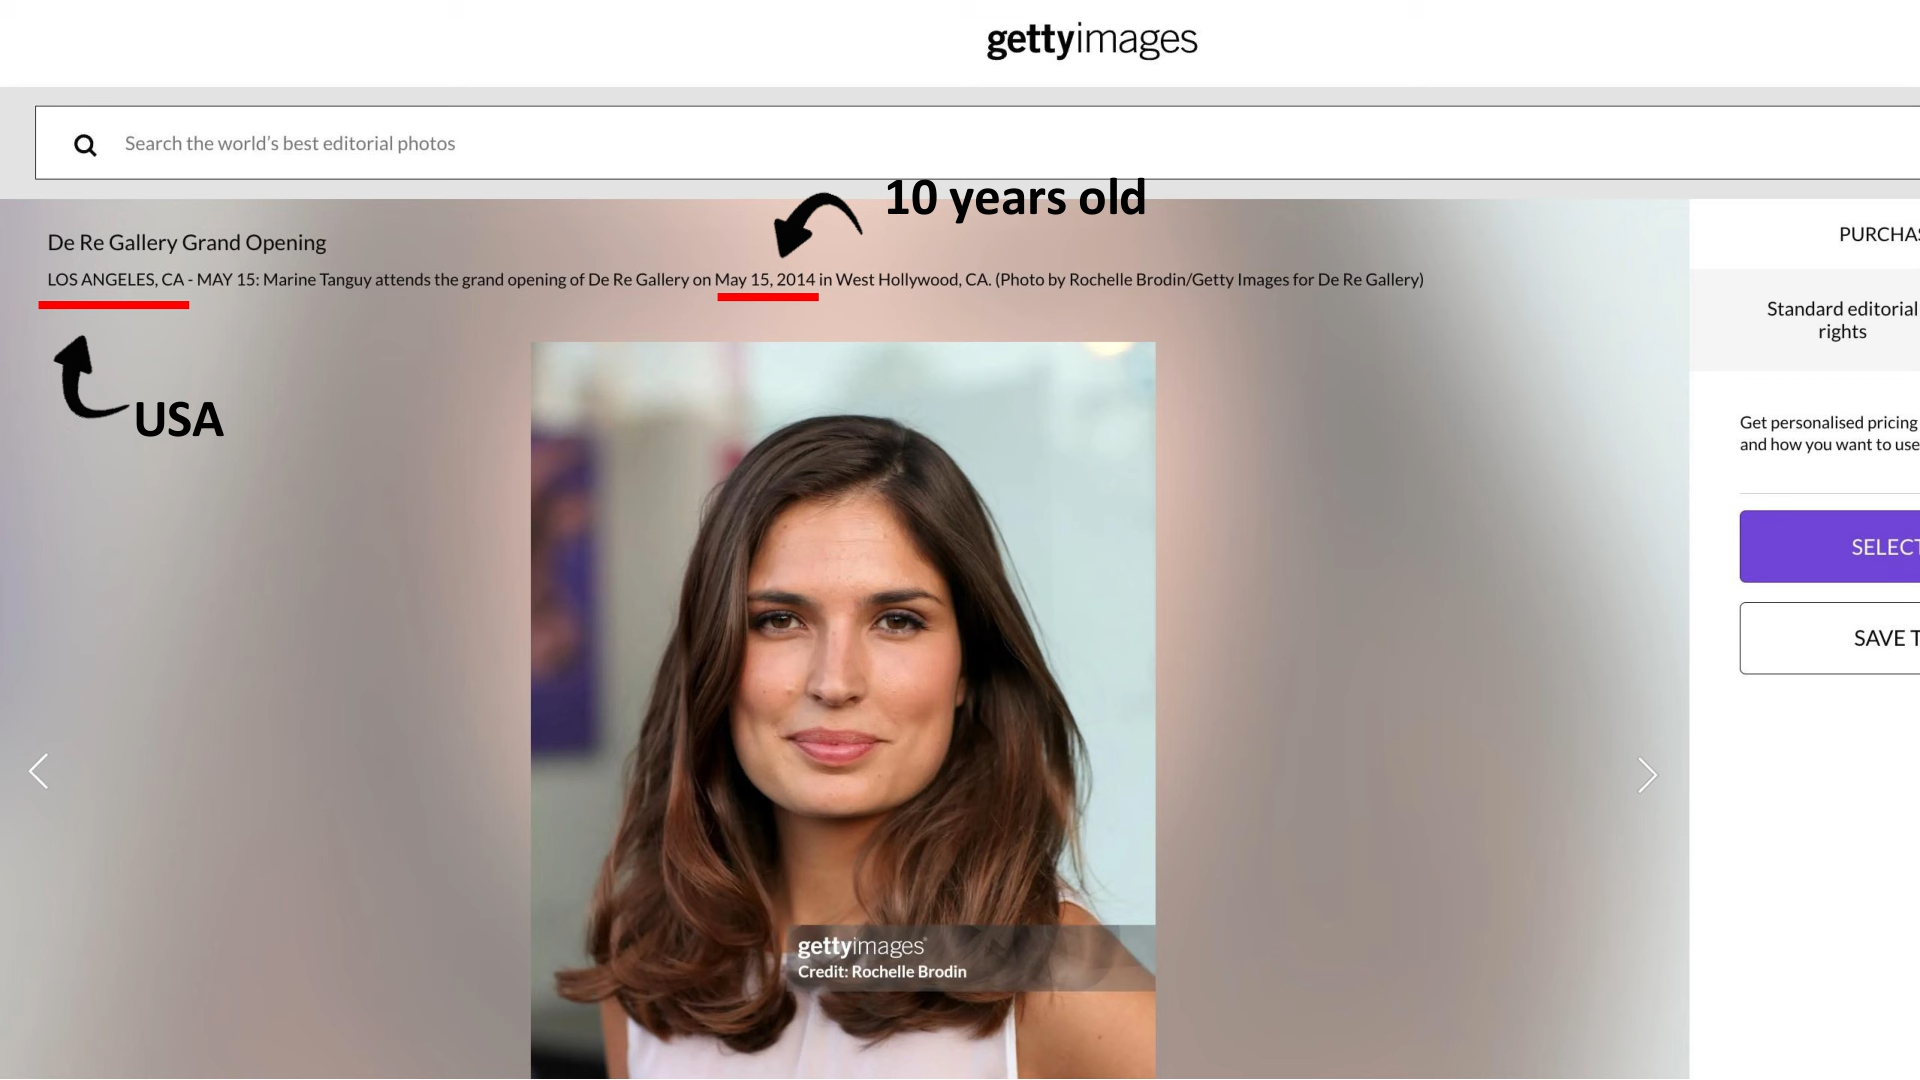 gettyimages
Search the world's best editorial photos
10 years old
De Re Gallery Grand Opening
LOS ANGELES, CA - MAY 15: Marine Tanguy attends the grand opening of De Re Gallery on May 15, 2014 in West Hollywood, CA. (Photo by Rochelle Brodin/Getty Images for De Re Gallery)
USA
PURCHAS
Standard editorial
rights
Get personalised pricing
and how you want to use
SELECT
SAVE T
gettyimages
Credit: Rochelle Brodin